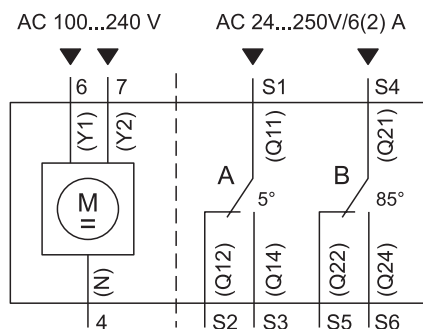 AC 100...240 V AC 24...250V/6(2) A
6 7 S1 S4
(Y1) (Y2) (Q11) (Q21)
A B
5° 85°
M
(N) (Q12) (Q14) (Q22) (Q24)
4 S2 S3 S5 S6